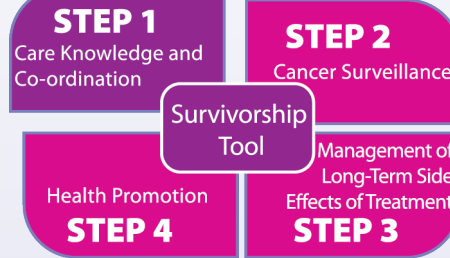 STEP 1
Care Knowledge and
Co-ordination
STEP 2
Cancer Surveillance
Survivorship
Tool
Management of
Long-Term Side
Effects of Treatment
STEP 3
Health Promotion
STEP 4